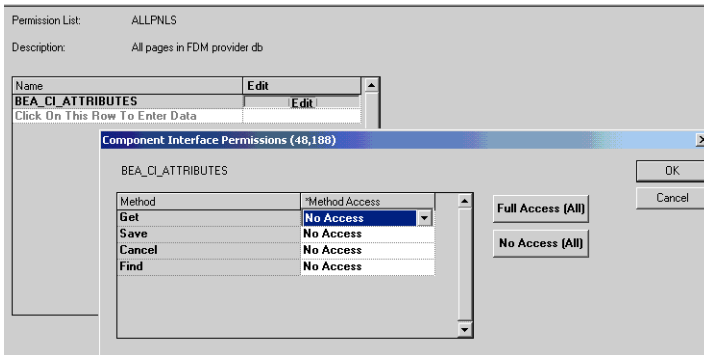 Permission List: ALLPNLS
Description: All pages in FDM provider db
Name Edit
BEA_CI_ATTRIBUTES Edit
Click On This Row To Enter Data
Component Interface Permissions (48,188)
BEA_CI_ATTRIBUTES
OK
Cancel
Method *Method Access
Get No Access
Save No Access
Cancel No Access
Find No Access
Full Access (All)
No Access (All)